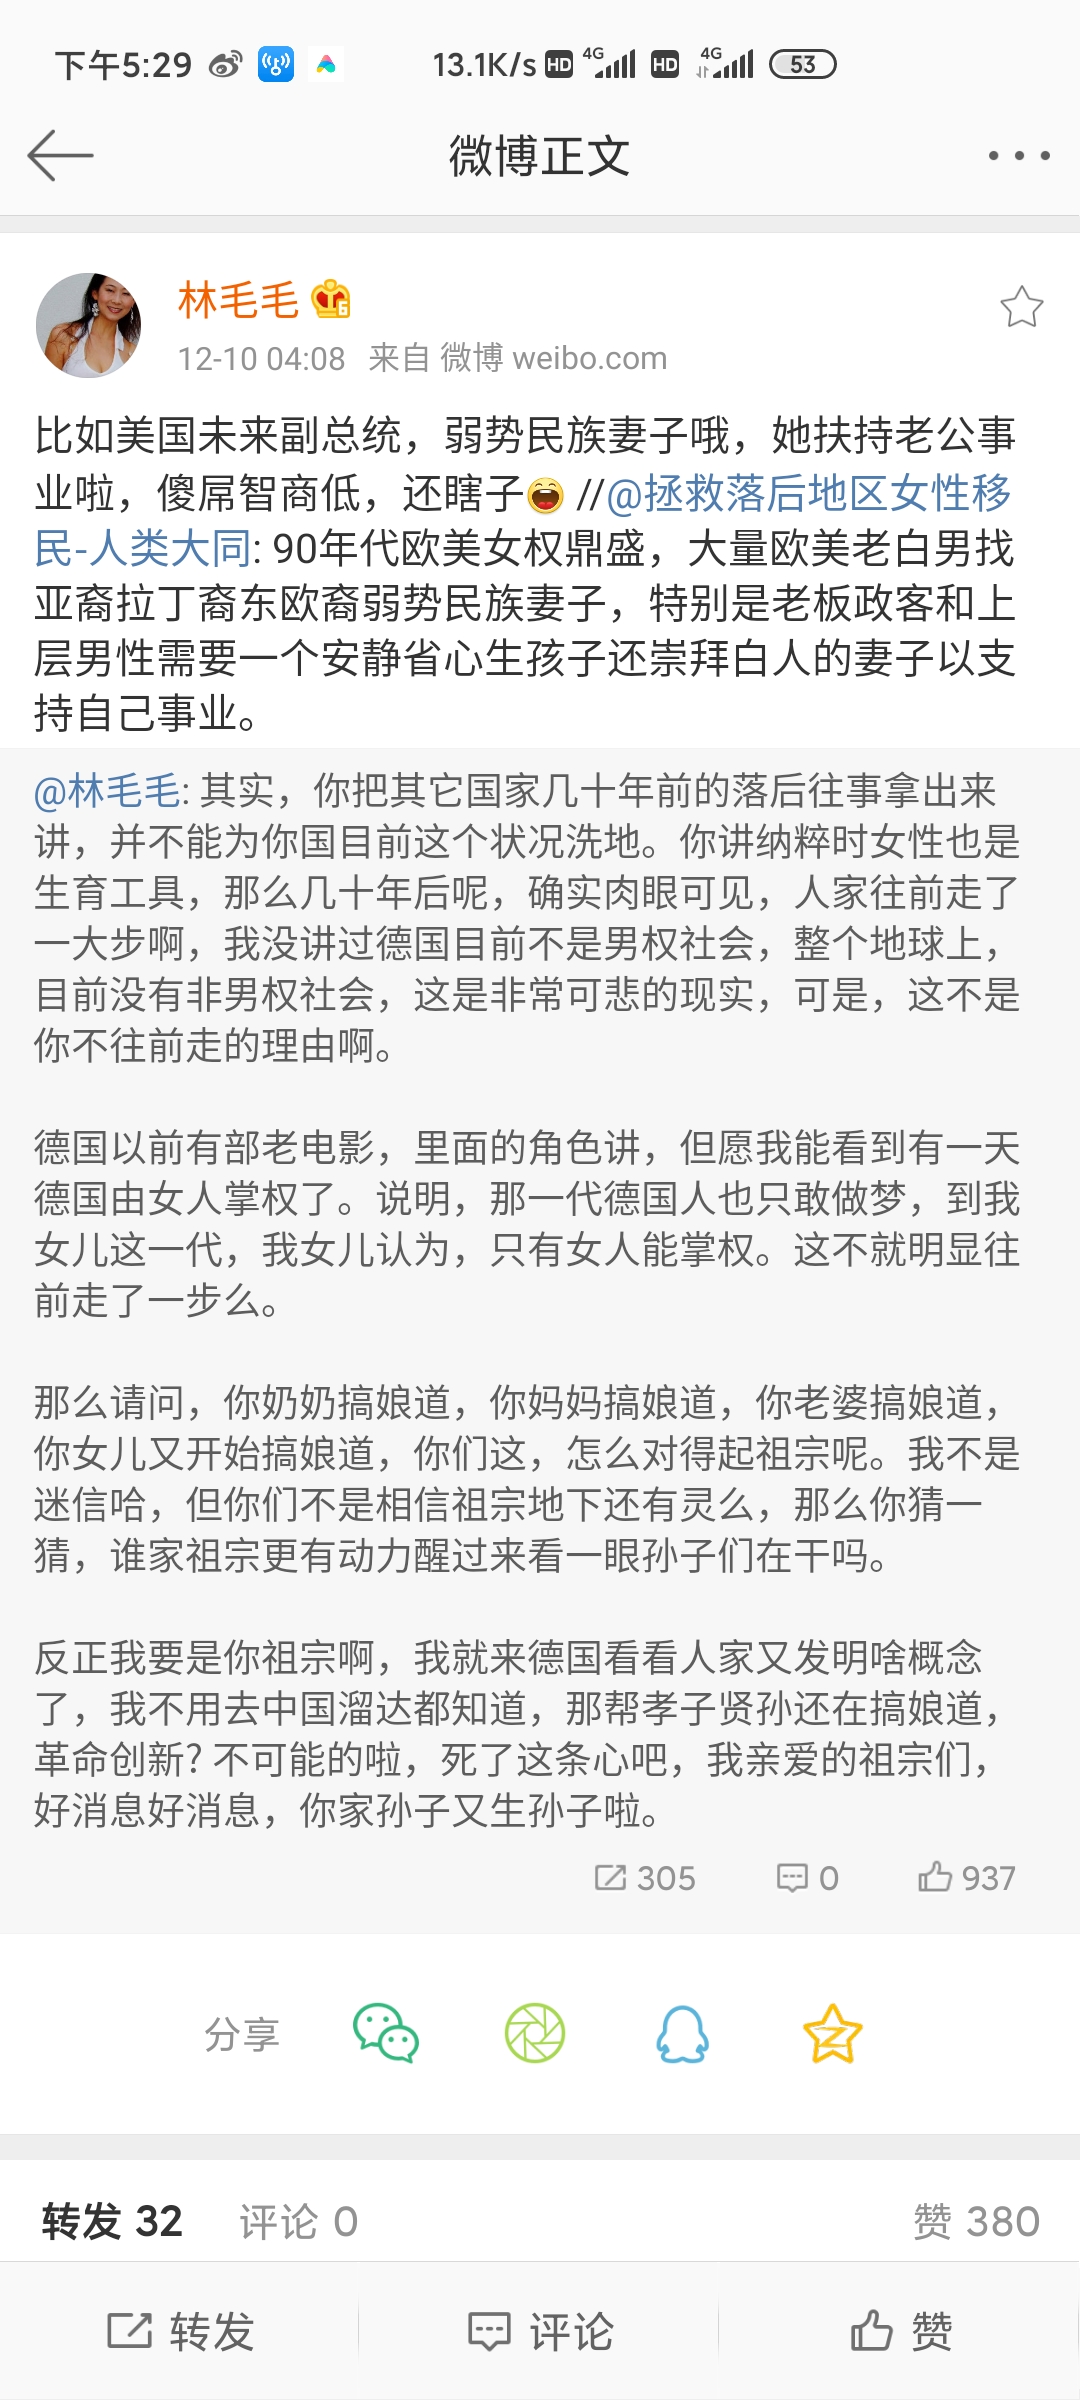 下午5:29 13.1K/s HD 4G HD 4G 53
微博正文
林毛毛 6
12-10 04:08 来自 微博 weibo.com
比如美国未来副总统，弱势民族妻子哦，她扶持老公事
业啦，傻屌智商低，还瞎子 //@拯救落后地区女性移
民-人类大同: 90年代欧美女权鼎盛，大量欧美老白男找
亚裔拉丁裔东欧裔弱势民族妻子，特别是老板政客和上
层男性需要一个安静省心生孩子还崇拜白人的妻子以支
持自己事业。
@林毛毛: 其实，你把其它国家几十年前的落后往事拿出来
讲，并不能为你国目前这个状况洗地。你讲纳粹时女性也是
生育工具，那么几十年后呢，确实肉眼可见，人家往前走了
一大步啊，我没讲过德国目前不是男权社会，整个地球上，
目前没有非男权社会，这是非常可悲的现实，可是，这不是
你不往前走的理由啊。
德国以前有部老电影，里面的角色讲，但愿我能看到有一天
德国由女人掌权了。说明，那一代德国人也只敢做梦，到我
女儿这一代，我女儿认为，只有女人能掌权。这不就明显往
前走了一步么。
那么请问，你奶奶搞娘道，你妈妈搞娘道，你老婆搞娘道，
你女儿又开始搞娘道，你们这，怎么对得起祖宗呢。我不是
迷信哈，但你们不是相信祖宗地下还有灵么，那么你猜一
猜，谁家祖宗更有动力醒过来看一眼孙子们在干吗。
反正我要是你祖宗啊，我就来德国看看人家又发明啥概念
了，我不用去中国溜达都知道，那帮孝子贤孙还在搞娘道，
革命创新? 不可能的啦，死了这条心吧，我亲爱的祖宗们，
好消息好消息，你家孙子又生孙子啦。
305 0 937
分享
转发 32 评论 0 赞 380
转发 评论 赞